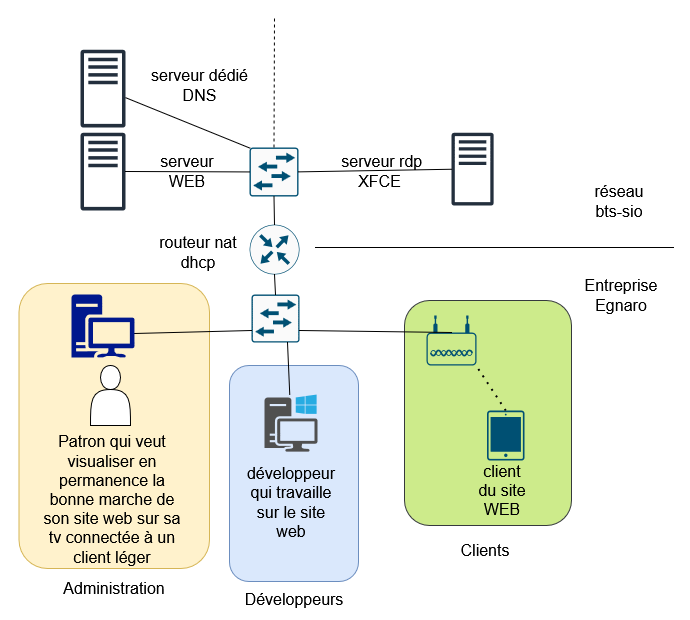 serveur dédié
DNS
serveur
WEB
serveur rdp
XFCE
réseau
bts-sio
routeur nat
dhcp
Entreprise
Egnaro
Patron qui veut
visualiser en
permanence la
bonne marche de
son site web sur sa
tv connectée à un
client léger
Administration
développeur
qui travaille
sur le site
web
Développeurs
client
du site
WEB
Clients